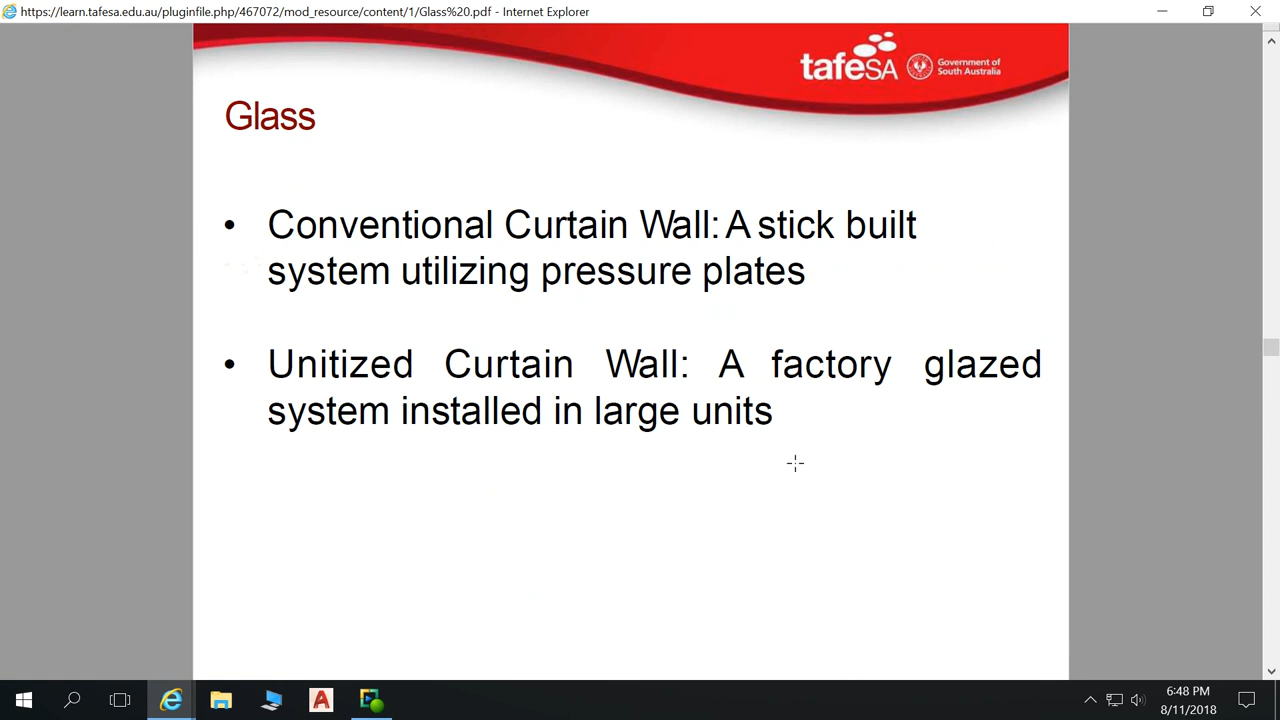 https://learn.tafesa.edu.au/pluginfile.php/467072/mod_resource/content/1/Glass%20.pdf - Internet Explorer
tafeSA
Government of
South Australia
Glass
• Conventional Curtain Wall: A stick built
system utilizing pressure plates
• Unitized Curtain Wall: A factory glazed
system installed in large units
6:48 PM
8/11/2018